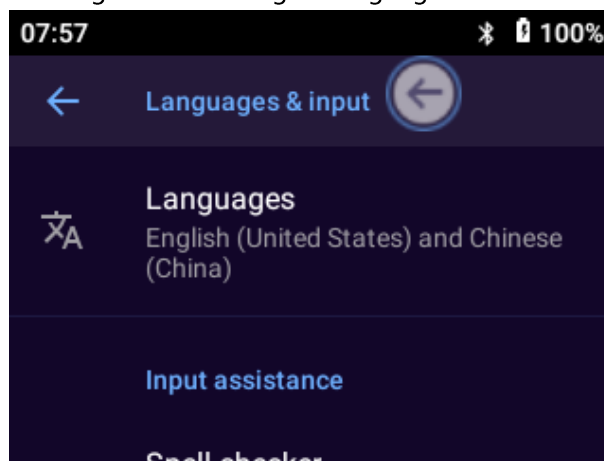 07:57
100%
Languages & input
Languages
English (United States) and Chinese
(China)
Input assistance